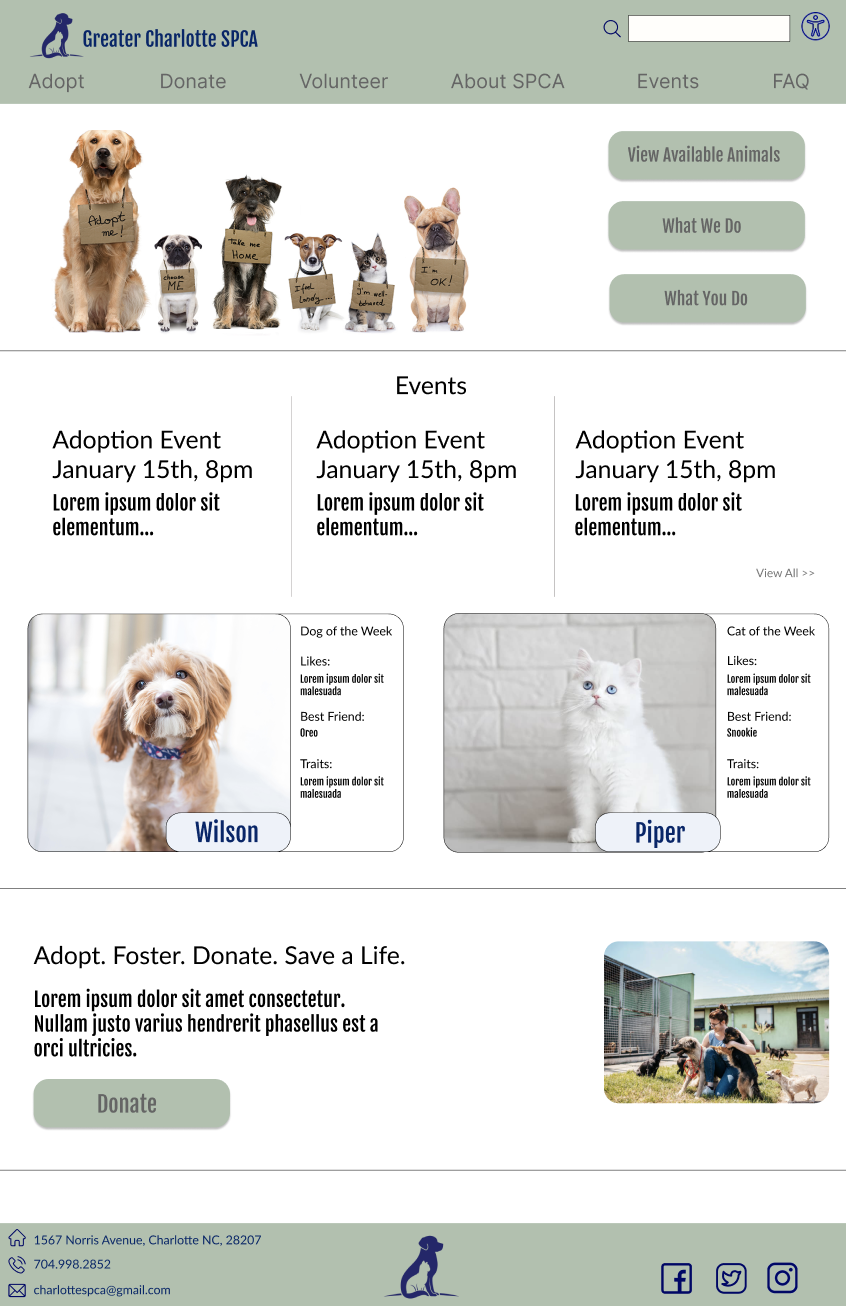 Greater Charlotte SPCA
Adopt Donate Volunteer About SPCA Events FAQ
Adopt
me!
choose
ME
Take me
HOME
I feel
lonely....
I'm well-
behaved
I'm
OK!
View Available Animals
What We Do
What You Do
Events
Adoption Event
January 15th, 8pm
Lorem ipsum dolor sit
elementum...
Adoption Event
January 15th, 8pm
Lorem ipsum dolor sit
elementum...
Adoption Event
January 15th, 8pm
Lorem ipsum dolor sit
elementum...
View All >>
Dog of the Week
Likes:
Lorem ipsum dolor sit
malesuada
Best Friend:
Oreo
Traits:
Lorem ipsum dolor sit
malesuada
Wilson
Cat of the Week
Likes:
Lorem ipsum dolor sit
malesuada
Best Friend:
Snookie
Traits:
Lorem ipsum dolor sit
malesuada
Piper
Adopt. Foster. Donate. Save a Life.
Lorem ipsum dolor sit amet consectetur.
Nullam justo varius hendrerit phasellus est a
orci ultricies.
Donate
1567 Norris Avenue, Charlotte NC, 28207
704.998.2852
charlottespca@gmail.com